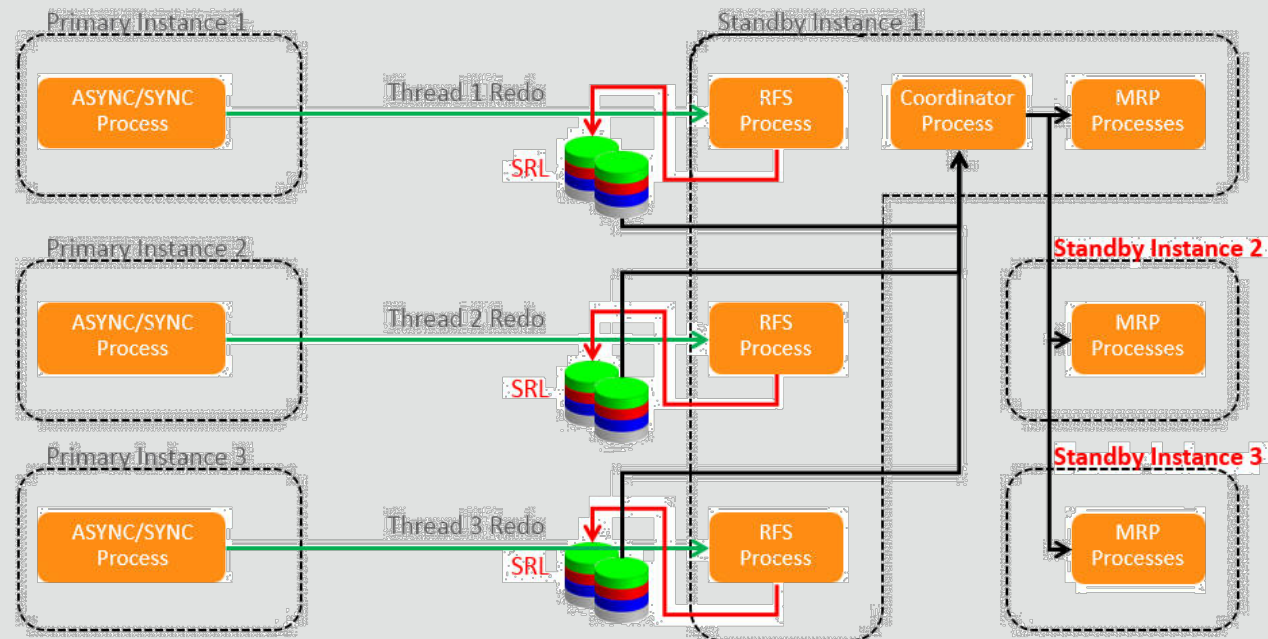 Primary Instance 1
Standby Instance 1
ASYNC/SYNC
Process
Thread 1 Redo
RFS
Process
Coordinator
Process
MRP
Processes
SRL
Primary Instance 2
Standby Instance 2
ASYNC/SYNC
Process
Thread 2 Redo
RFS
Process
MRP
Processes
SRL
Primary Instance 3
Standby Instance 3
ASYNC/SYNC
Process
Thread 3 Redo
RFS
Process
MRP
Processes
SRL